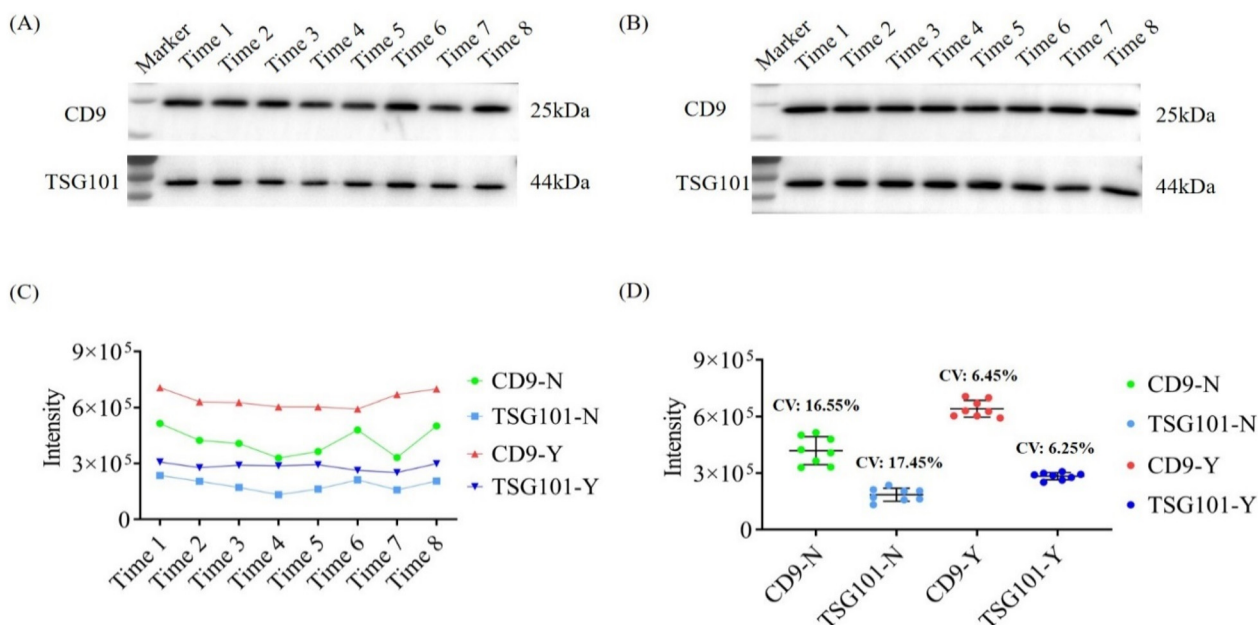 (A)
Marker Time 1 Time 2 Time 3 Time 4 Time 5 Time 6 Time 7 Time 8
CD9
25kDa
TSG101
44kDa
(B)
Marker Time 1 Time 2 Time 3 Time 4 Time 5 Time 6 Time 7 Time 8
CD9
25kDa
TSG101
44kDa
(C)
Intensity
9×10⁵
6×10⁵
3×10⁵
0
Time 1 Time 2 Time 3 Time 4 Time 5 Time 6 Time 7 Time 8
CD9-N
TSG101-N
CD9-Y
TSG101-Y
(D)
Intensity
9×10⁵
6×10⁵
3×10⁵
0
CV: 16.55%
CV: 17.45%
CV: 6.45%
CV: 6.25%
CD9-N TSG101-N CD9-Y TSG101-Y
CD9-N
TSG101-N
CD9-Y
TSG101-Y